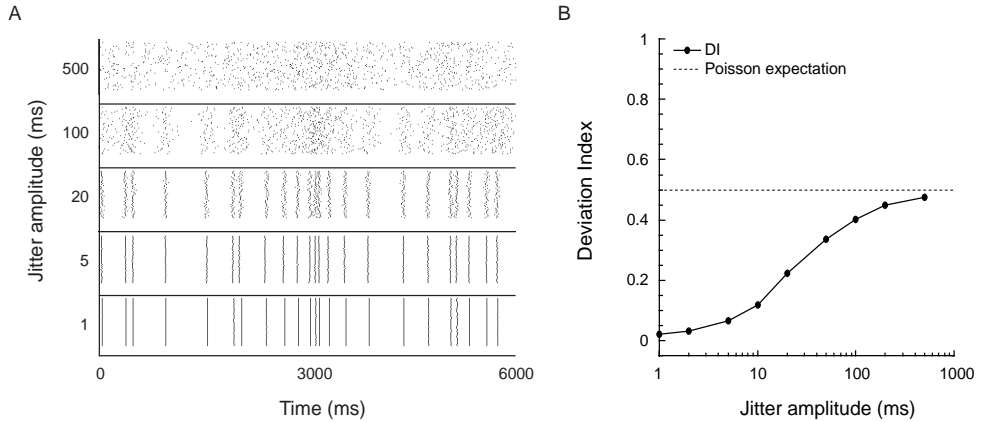 A
Jitter amplitude (ms)
500
100
20
5
1
0 3000 6000
Time (ms)
B
Deviation Index
1
0.8
0.6
0.4
0.2
0
DI
Poisson expectation
1 10 100 1000
Jitter amplitude (ms)